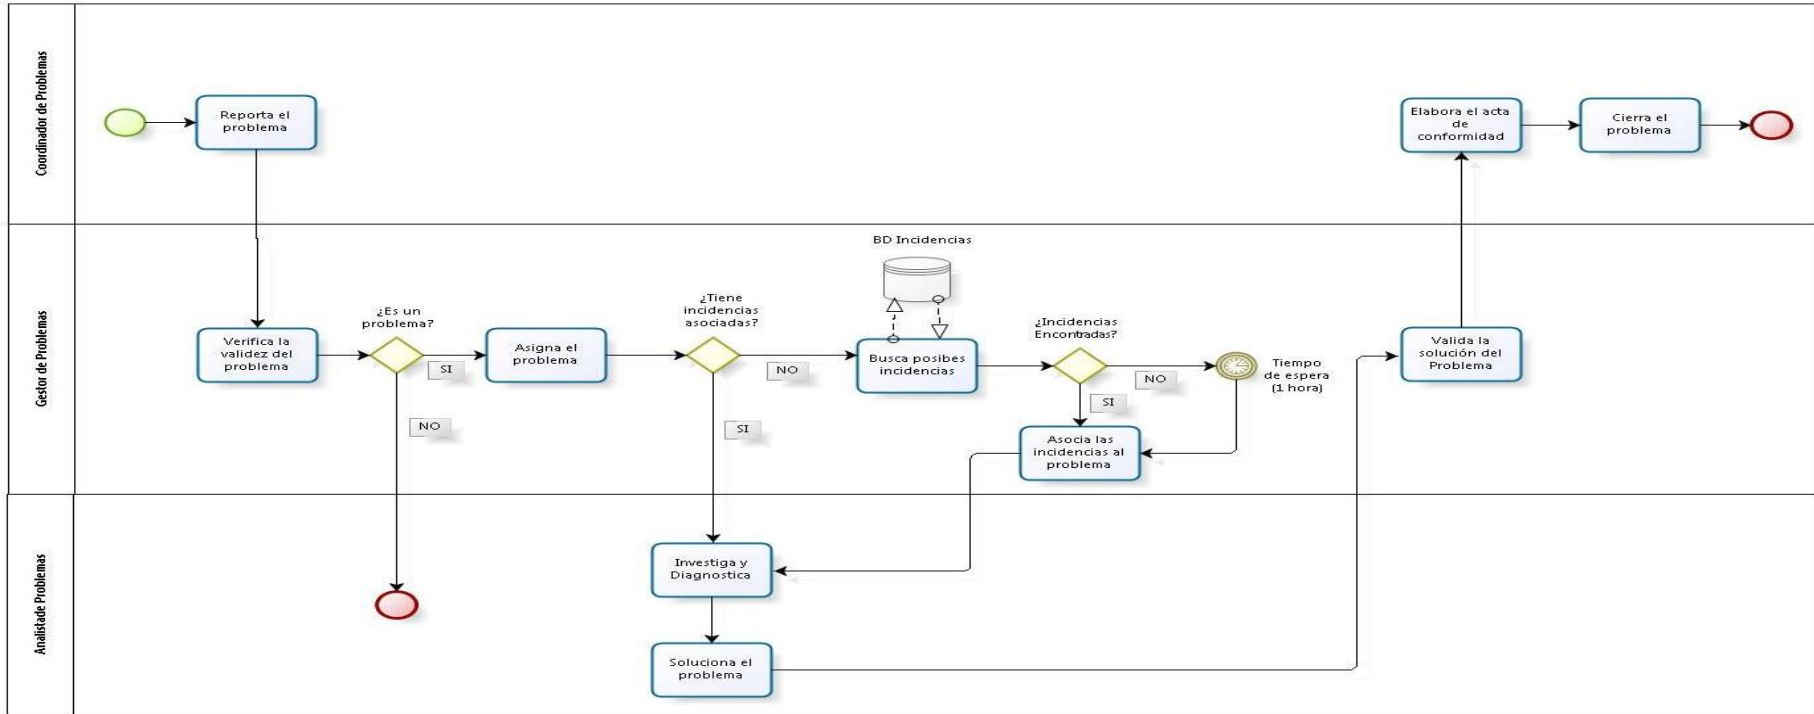 Coordinador de Problemas
Reporta el
problema
Elabora el acta
de
conformidad
Cierra el
problema
Gestor de Problemas
Verifica la
validez del
problema
¿Es un
problema?
SI
NO
Asigna el
problema
¿Tiene
incidencias
asociadas?
NO
SI
BD Incidencias
Busca posibes
incidencias
¿Incidencias
Encontradas?
NO
SI
Tiempo
de espera
(1 hora)
Asocia las
incidencias al
problema
Valida la
solución del
Problema
Analistade Problemas
Investiga y
Diagnostica
Soluciona el
problema